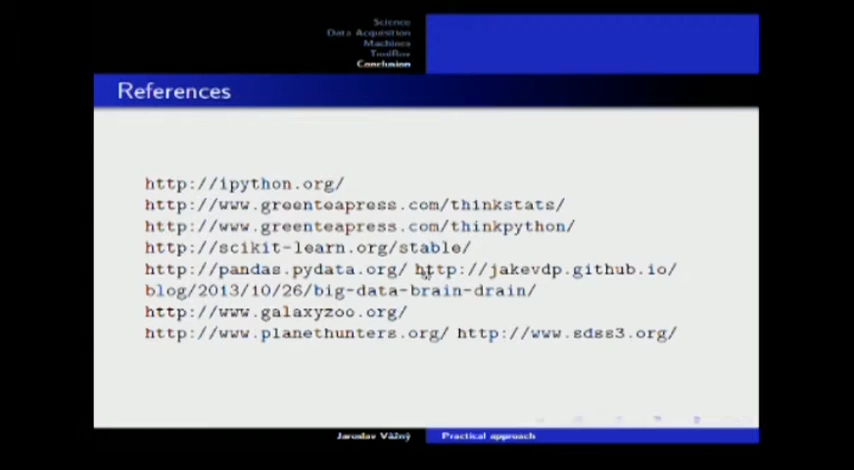 Science
Data Acquisition
Machines
ToolBox
Conclusion
References
http://ipython.org/
http://www.greenteapress.com/thinkstats/
http://www.greenteapress.com/thinkpython/
http://scikit-learn.org/stable/
http://pandas.pydata.org/ http://jakevdp.github.io/
blog/2013/10/26/big-data-brain-drain/
http://www.galaxyzoo.org/
http://www.planethunters.org/ http://www.sdss3.org/
Jaroslav Vážný Practical approach